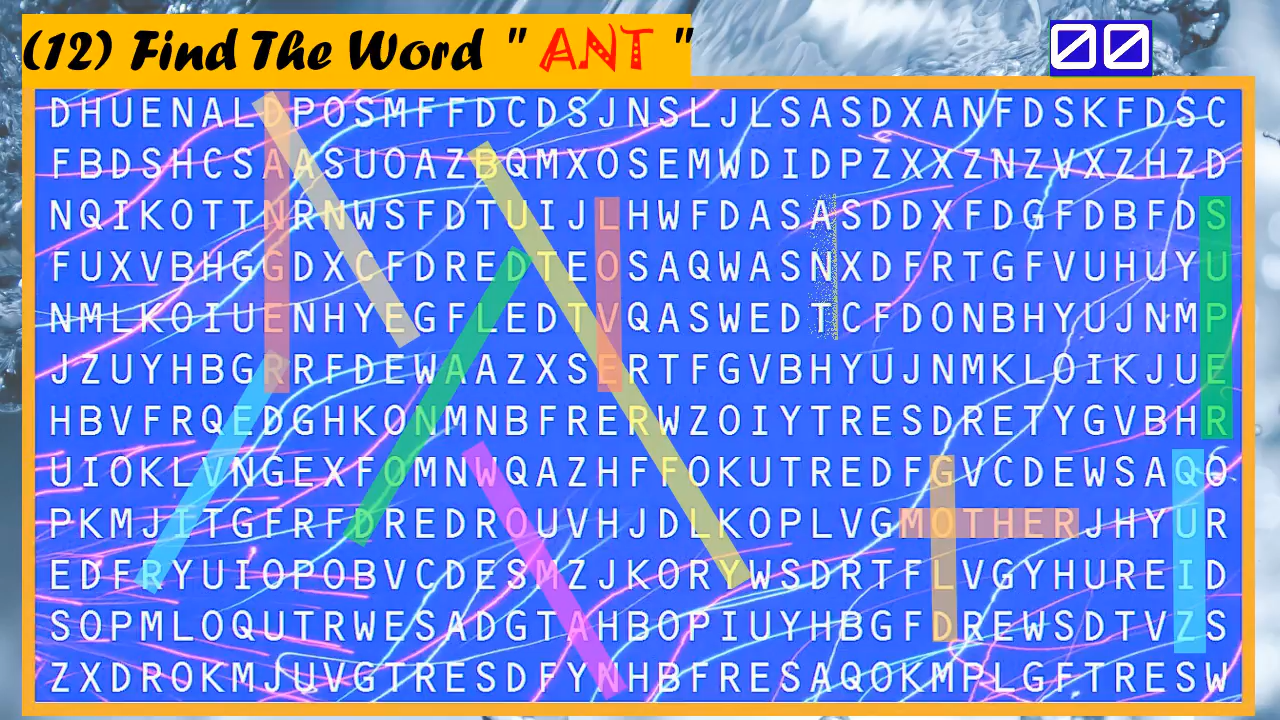 (12) Find The Word " ANT "
00
DHUENALDPOSMFFDCDSJNSLJLSASDXANFDSKFDSC
FBDSHCSAASUOAZBQMXOSEMWDIDPZXXZNZVXZHZD
NQIKOTTNRNWSFDTUIJLHWFDASASDDXFDGFDBFDS
FUXVBHGGDXCFDREDTEOSAQWASNXDFRTGFVUHUYU
NMLKOIUENHYEGFLEDTVQASWEDTCFDONBHYUJNMP
JZUYHBGRRFDEWAAZXSERTFGVBHYUJNMKLOIKJUE
HBVFRQEDGHKONMNBFRERWZOIYTRESDRETYGVBHR
UIOKLVNGEXFOMNWQAZHFFOKUTREDFGVCDEWSAQO
PKMJITGFRFDREDROUVHJDLKOPLVGMOTHERJHYUR
EDFRYUIOPOBVCDESMZJKORYWSDRTFLVGYHUREID
SOPMLOQUTRWESADGTAHBOPIUYHBGFDREWSDTVZS
ZXDROKMJUVGTRESDFYNHBFRESAQOKMPLGFTRESW